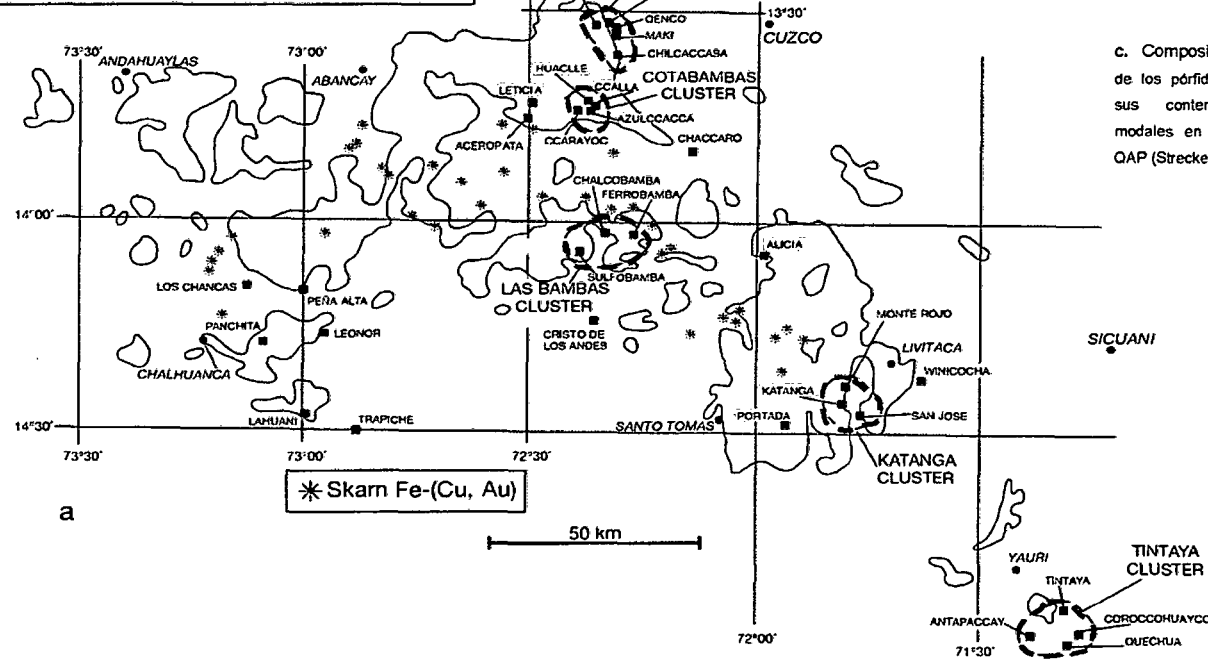 13°30'
QENCO
MAKI
CUZCO
CHILCACCASA
73°30'
73°00'
ANDAHUAYLAS
ABANCAY
HUACLLE
COTABAMBAS
CLUSTER
LETICIA
CCALLA
AZULCCACCA
ACEROPATA
CCARAYOC
CHACCARO
c. Composi
de los pórfid
sus conter
modales en
QAP (Strecke
CHALCOBAMBA
FERROBAMBA
14°00'
ALICIA
SULFOBAMBA
LAS BAMBAS
CLUSTER
LOS CHANCAS
PEÑA ALTA
PANCHITA
LEONOR
CRISTO DE
LOS ANDES
MONTE ROJO
LIVITACA
SICUANI
CHALHUANCA
WINICOCHA
KATANGA
LAHUANI
TRAPICHE
SANTO TOMAS
PORTADA
SAN JOSE
14°30'
73°30'
73°00'
72°30'
KATANGA
CLUSTER
Skarn Fe-(Cu, Au)
a
50 km
YAURI
TINTAYA
CLUSTER
TINTAYA
ANTAPACCAY
COROCCOHUAYCO
QUECHUA
72°00'
71°30'